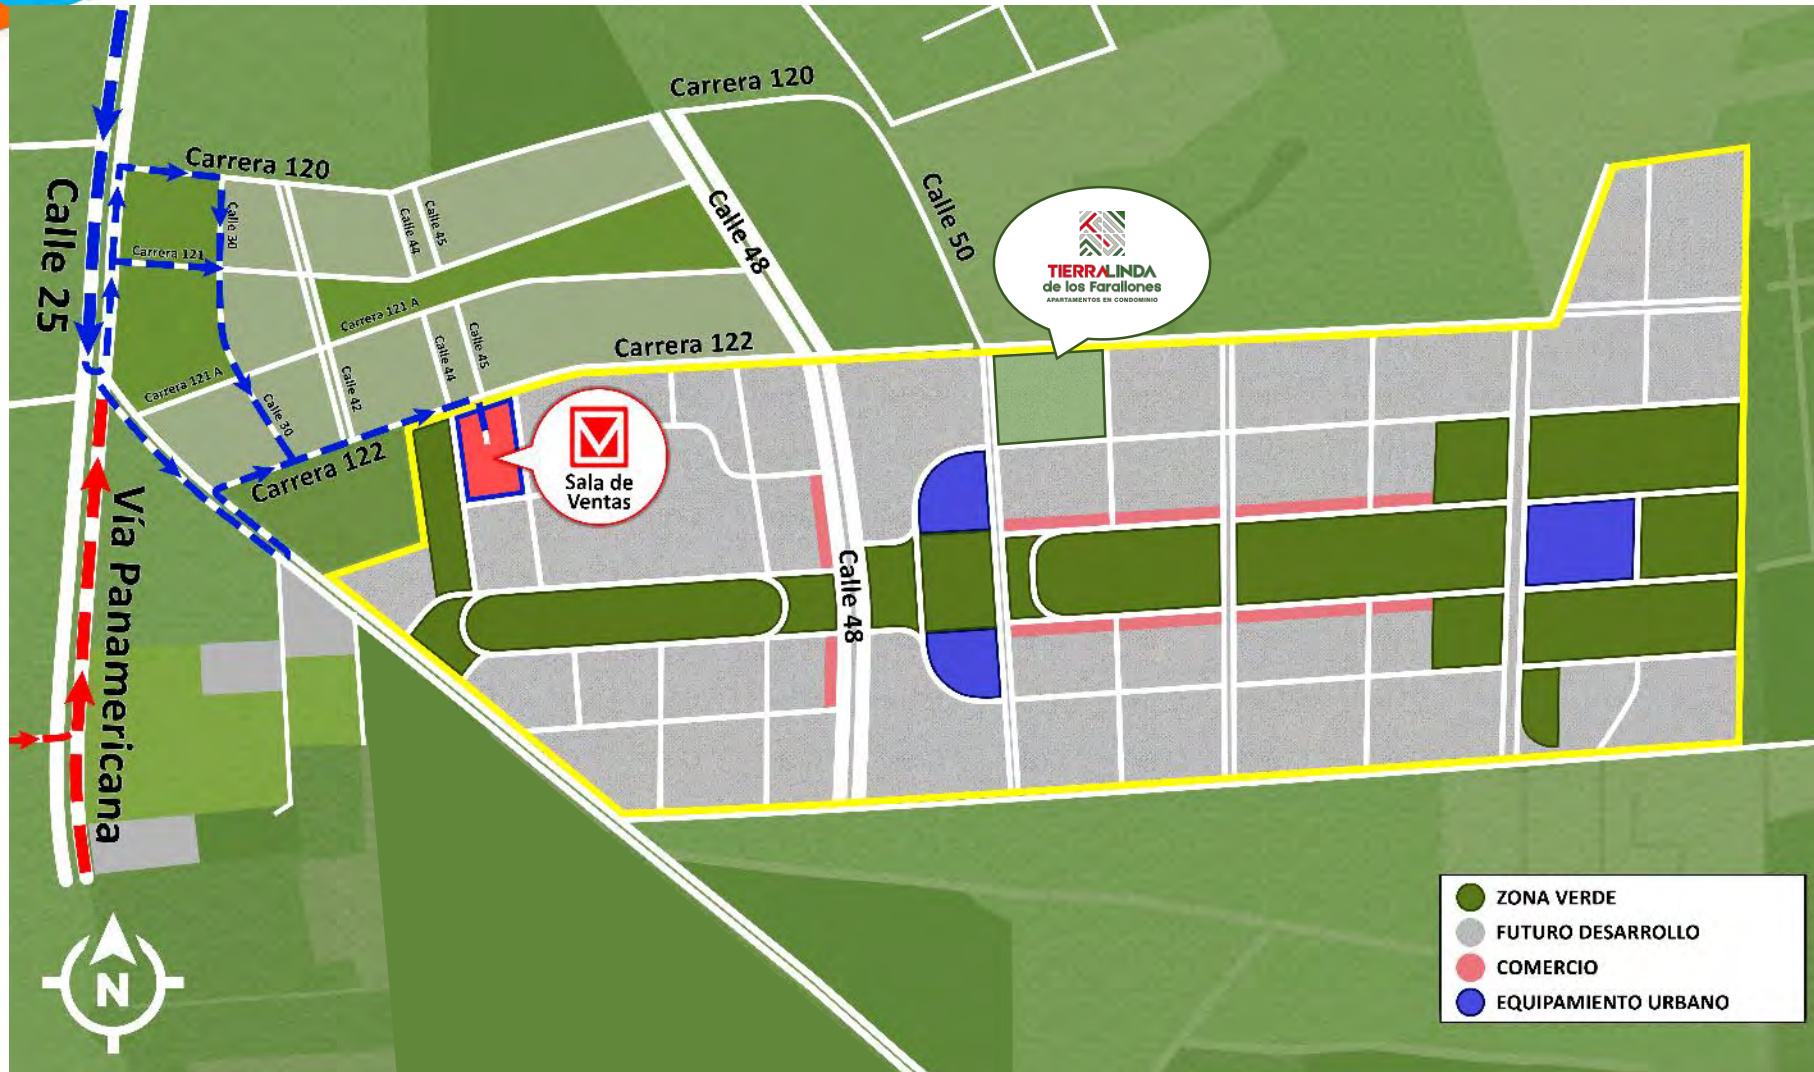 Carrera 120
Carrera 120
Calle 25
Calle 30
Carrera 121
Calle 44
Calle 45
Calle 48
Calle 50
TIERRALINDA
de los Farallones
APARTAMENTOS EN CONDOMINIO
Carrera 121 A
Carrera 121 A
Calle 44
Calle 45
Carrera 122
Calle 42
Calle 30
Carrera 122
Sala de
Ventas
Vía Panamericana
Calle 48
ZONA VERDE
FUTURO DESARROLLO
COMERCIO
EQUIPAMIENTO URBANO
N